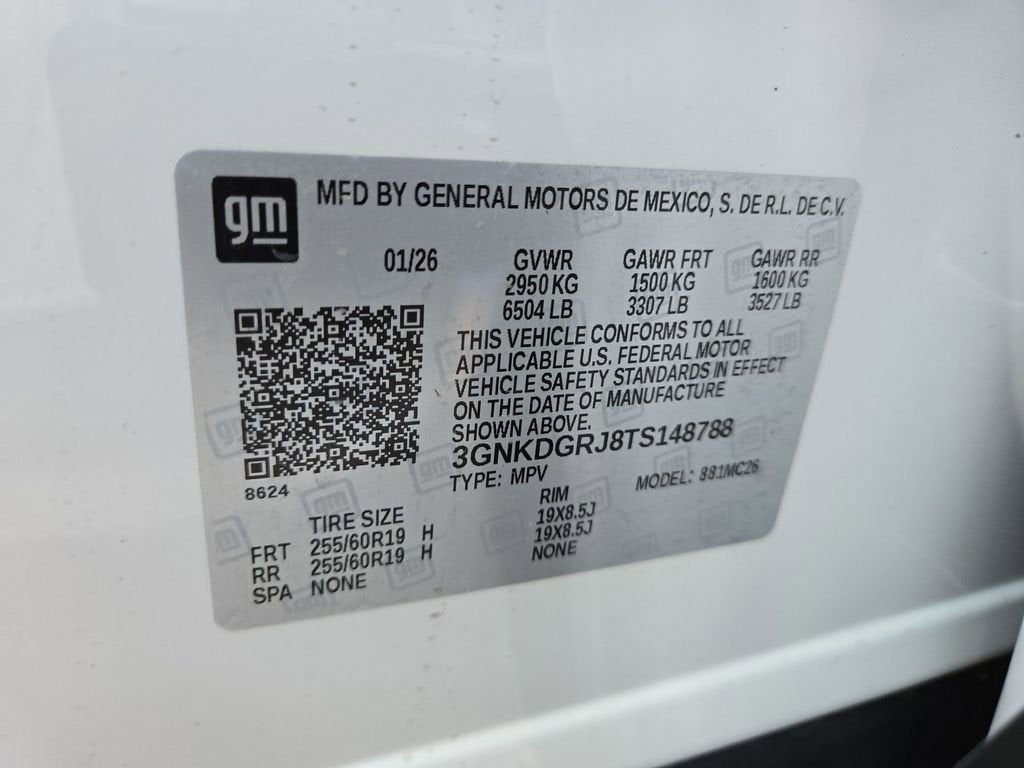 gm
MFD BY GENERAL MOTORS DE MEXICO, S. DE R.L. DE C.V.
01/26 GVWR GAWR FRT GAWR RR
2950 KG 1500 KG 1600 KG
6504 LB 3307 LB 3527 LB
THIS VEHICLE CONFORMS TO ALL
APPLICABLE U.S. FEDERAL MOTOR
VEHICLE SAFETY STANDARDS IN EFFECT
ON THE DATE OF MANUFACTURE
SHOWN ABOVE.
3GNKDGRJ8TS148788
TYPE: MPV MODEL: 881MC26
8624
TIRE SIZE RIM
FRT 255/60R19 H 19X8.5J
RR 255/60R19 H 19X8.5J
SPA NONE NONE